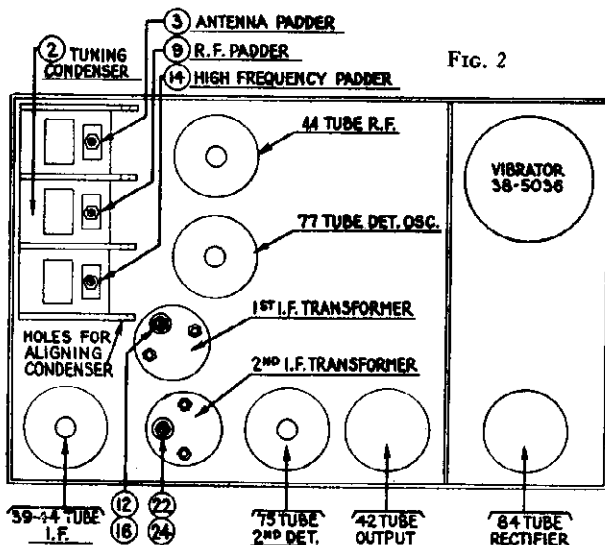 3 ANTENNA PADDER
2 TUNING
CONDENSER
9 R.F. PADDER
14 HIGH FREQUENCY PADDER
FIG. 2
44 TUBE R.F.
VIBRATOR
38-5036
77 TUBE DET. OSC.
1ST I.F. TRANSFORMER
HOLES FOR
ALIGNING
CONDENSER
2ND I.F. TRANSFORMER
39-44 TUBE
I.F.
12
16
22
24
75 TUBE
2ND DET.
42 TUBE
OUTPUT
84 TUBE
RECTIFIER